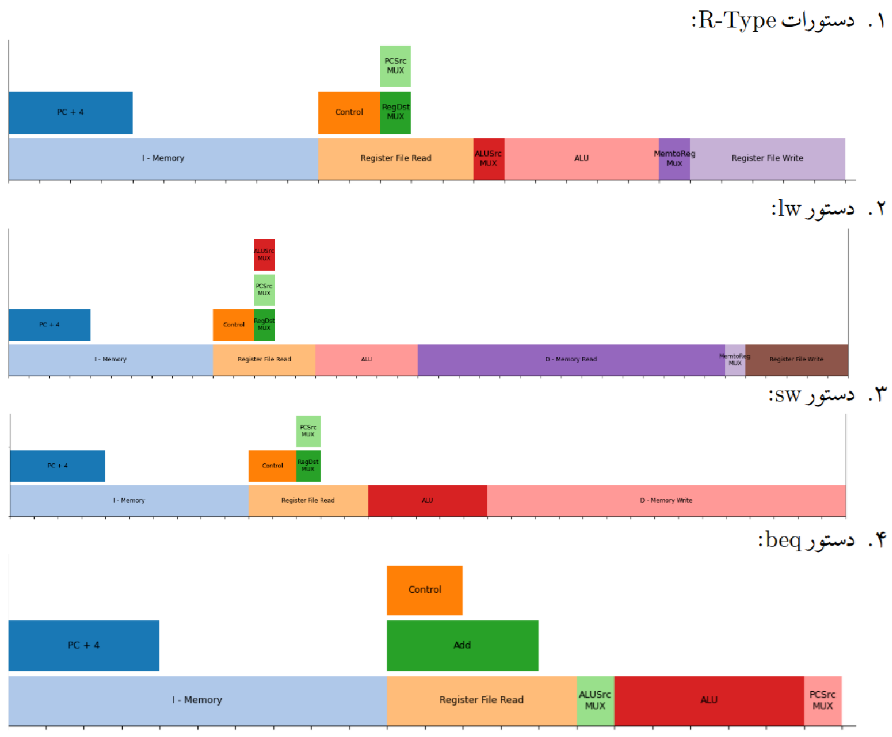 ۱. دستورات R-Type:
PCSrc
MUX
PC + 4
Control
RegDst
MUX
I - Memory
Register File Read
ALUSrc
MUX
ALU
MemtoReg
Mux
Register File Write
۲. دستور lw:
ALUSrc
MUX
PCSrc
MUX
PC + 4
Control
RegDst
MUX
I - Memory
Register File Read
ALU
D - Memory Read
MemtoReg
MUX
Register File Write
۳. دستور sw:
PCSrc
MUX
PC + 4
Control
RegDst
MUX
I - Memory
Register File Read
ALU
D - Memory Write
۴. دستور beq:
Control
PC + 4
Add
I - Memory
Register File Read
ALUSrc
MUX
ALU
PCSrc
MUX